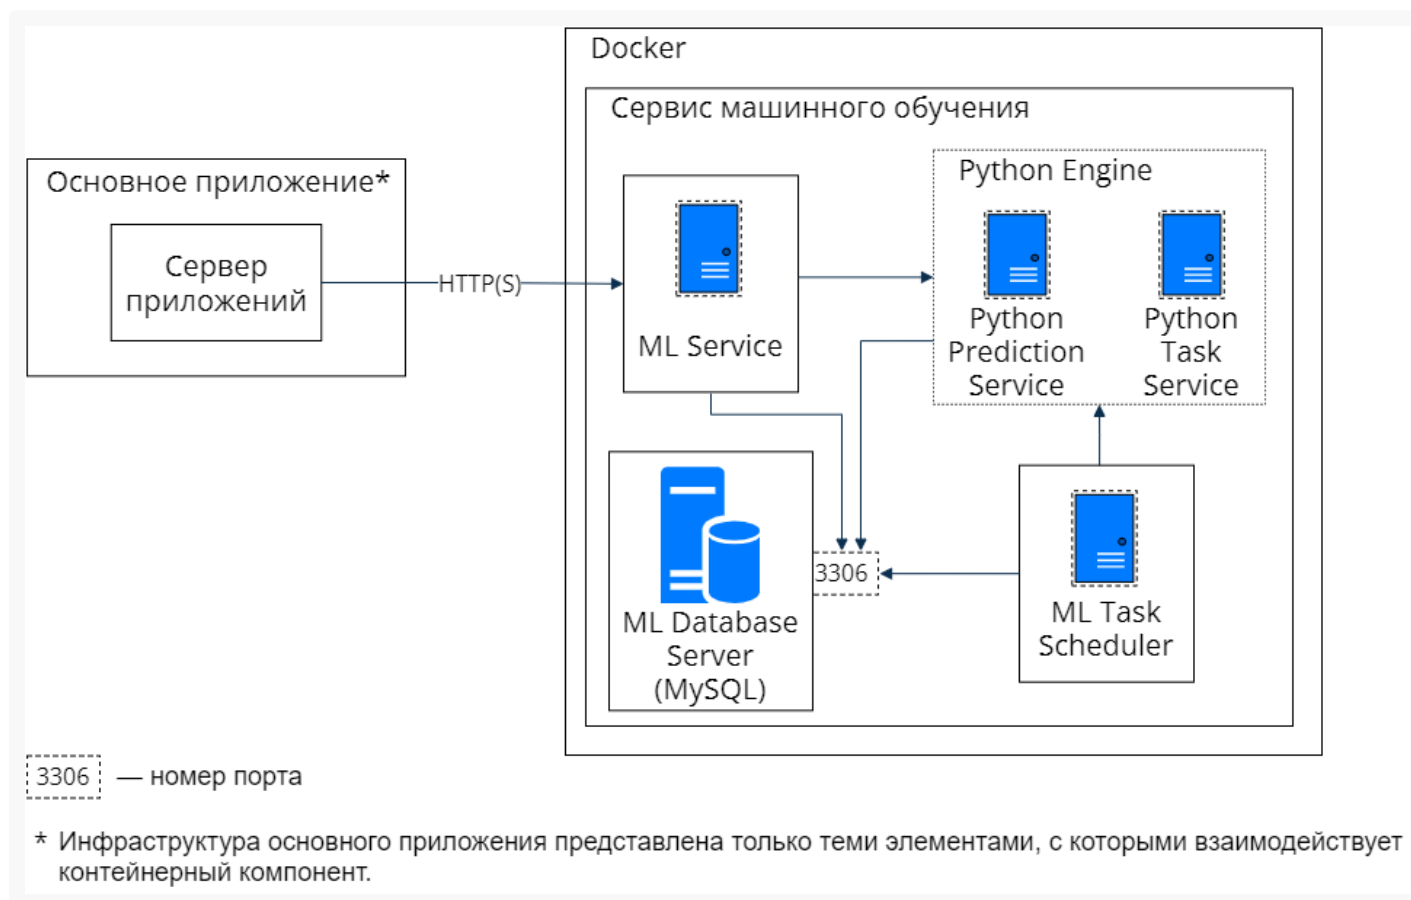 Docker
Сервис машинного обучения
Основное приложение*
Сервер
приложений
HTTP(S)
ML Service
Python Engine
Python
Prediction
Service
Python
Task
Service
ML Database
Server
(MySQL)
3306
ML Task
Scheduler
3306 — номер порта
* Инфраструктура основного приложения представлена только теми элементами, с которыми взаимодействует
контейнерный компонент.